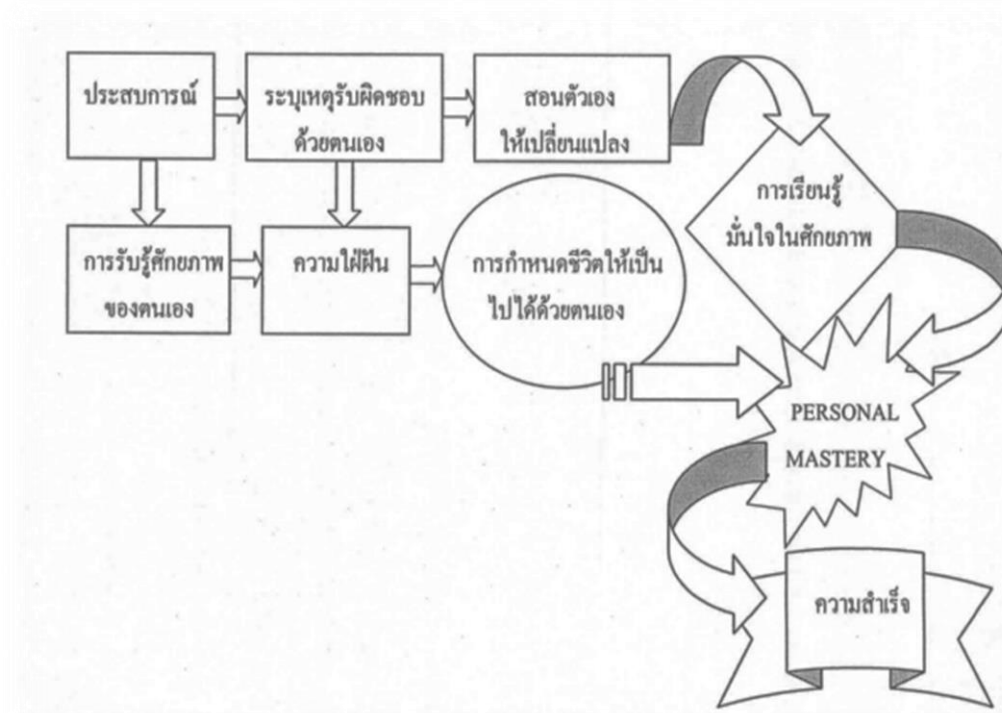 ประสบการณ์
ระบุเหตุรับผิดชอบ
ด้วยตนเอง
สอนตัวเอง
ให้เปลี่ยนแปลง
การเรียนรู้
มั่นใจในศักยภาพ
การรับรู้ศักยภาพ
ของตนเอง
ความใฝ่ฝัน
การกำหนดชีวิตให้เป็น
ไปได้ด้วยตนเอง
PERSONAL
MASTERY
ความสำเร็จ